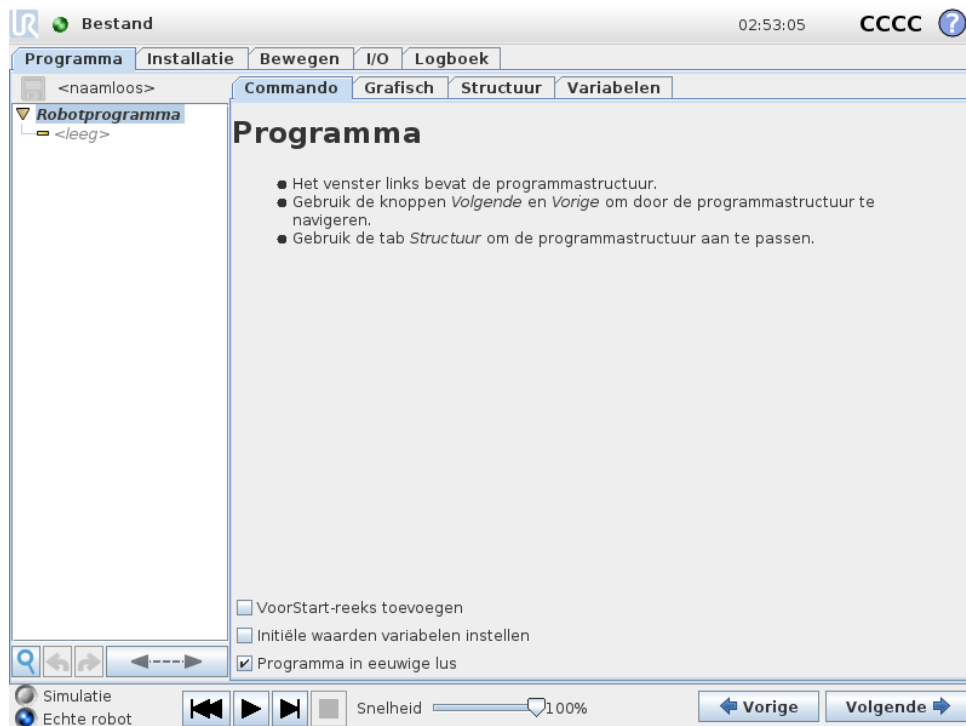 UR Bestand 02:53:05 CCCC ?
Programma Installatie Bewegen I/O Logboek
<naamloos>
Commando Grafisch Structuur Variabelen
Robotprogramma
<leeg>
Programma
Het venster links bevat de programmastructuur.
Gebruik de knoppen Volgende en Vorige om door de programmastructuur te
navigeren.
Gebruik de tab Structuur om de programmastructuur aan te passen.
VoorStart-reeks toevoegen
Initiële waarden variabelen instellen
Programma in eeuwige lus
Simulatie
Echte robot
Snelheid 100%
Vorige Volgende